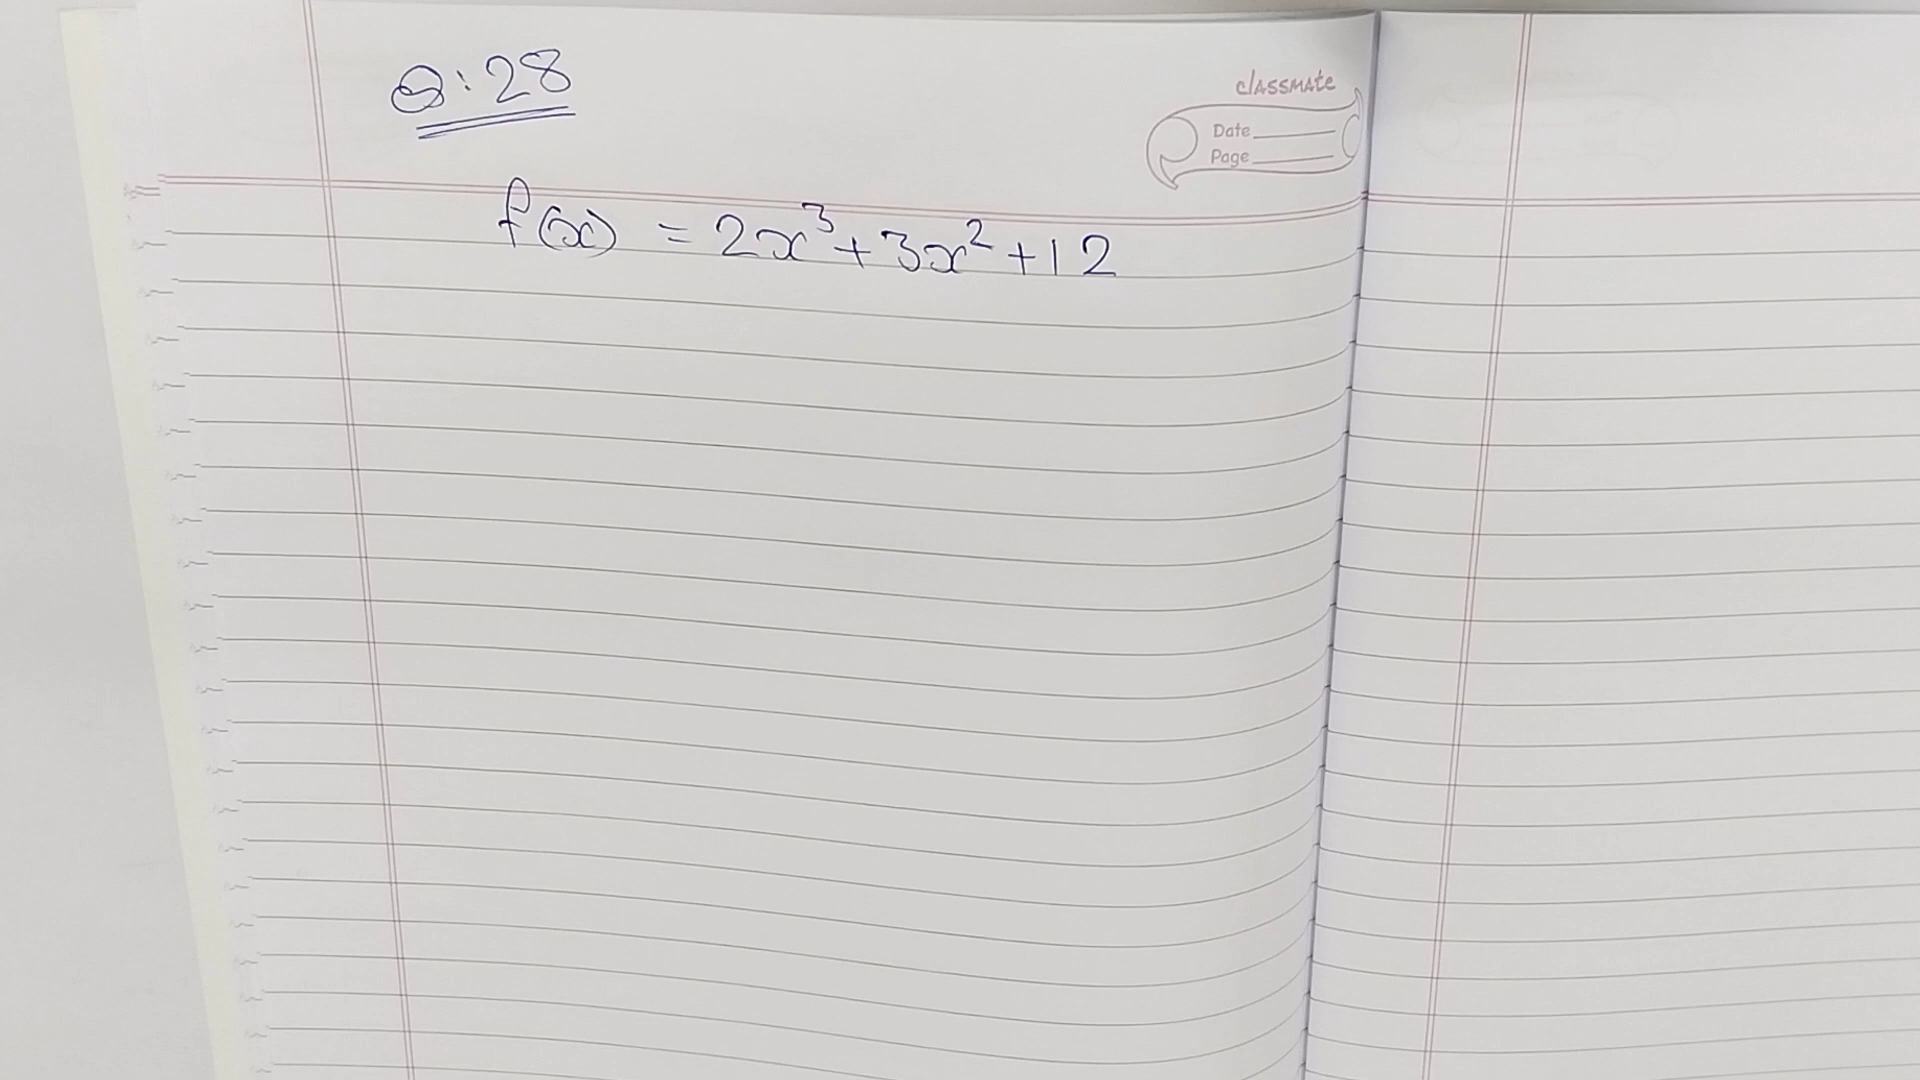 Q:28
classmate
Date
Page
f(x) = 2x³+3x²+12